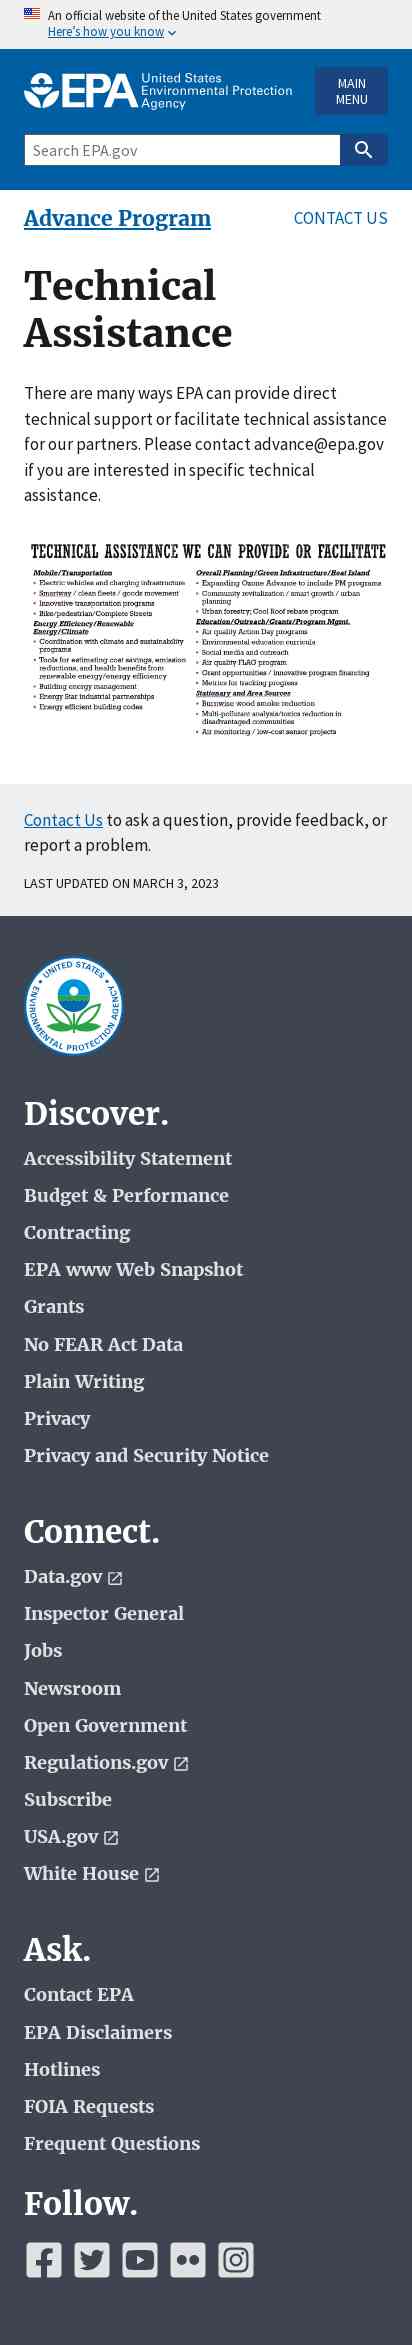 An official website of the United States government
Here's how you know
EPA United States
Environmental Protection
Agency
MAIN
MENU
Search EPA.gov
Advance Program
CONTACT US
Technical
Assistance
There are many ways EPA can provide direct
technical support or facilitate technical assistance
for our partners. Please contact advance@epa.gov
if you are interested in specific technical
assistance.
TECHNICAL ASSISTANCE WE CAN PROVIDE OR FACILITATE
Mobile/Transportation
• Electric vehicles and charging infrastructure
• Smartway / clean fleets / goods movement
• Innovative transportation programs
• Bike/pedestrian/Complete Streets
Energy Efficiency/Renewable
Energy/Climate
• Coordination with climate and sustainability
programs
• Tools for estimating cost savings, emission
reductions, and health benefits from
renewable energy/energy efficiency
• Building energy management
• Energy Star industrial partnerships
• Energy efficient building codes
Overall Planning/Green Infrastructure/Heat Island
• Expanding Ozone Advance to include PM programs
• Community revitalization / smart growth / urban
planning
• Urban forestry; Cool Roof rebate program
Education/Outreach/Grants/Program Mgmt.
• Air quality Action Day programs
• Environmental education curricula
• Social media and outreach
• Air quality FLAG program
• Grant opportunities / innovative program financing
• Metrics for tracking progress
Stationary and Area Sources
• Burnwise wood smoke reduction
• Multi-pollutant analysis/toxics reduction in
disadvantaged communities
• Air monitoring / low-cost sensor projects
Contact Us to ask a question, provide feedback, or
report a problem.
LAST UPDATED ON MARCH 3, 2023
UNITED STATES
ENVIRONMENTAL PROTECTION AGENCY
Discover.
Accessibility Statement
Budget & Performance
Contracting
EPA www Web Snapshot
Grants
No FEAR Act Data
Plain Writing
Privacy
Privacy and Security Notice
Connect.
Data.gov
Inspector General
Jobs
Newsroom
Open Government
Regulations.gov
Subscribe
USA.gov
White House
Ask.
Contact EPA
EPA Disclaimers
Hotlines
FOIA Requests
Frequent Questions
Follow.